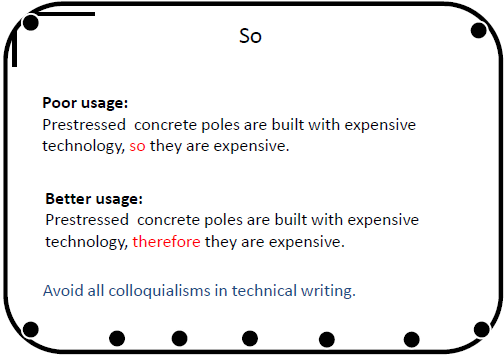 So
Poor usage:
Prestressed  concrete poles are built with expensive
technology, so they are expensive.
Better usage:
Prestressed  concrete poles are built with expensive
technology, therefore they are expensive.
Avoid all colloquialisms in technical writing.